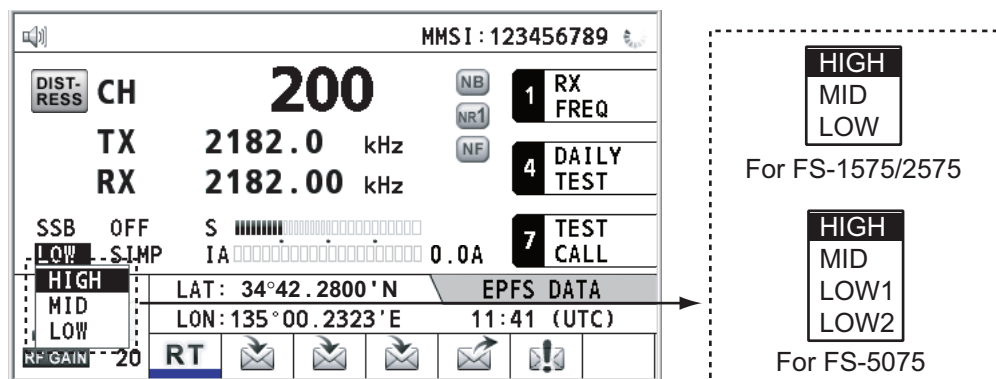 MMSI:123456789
DIST-
RESS
CH 200
NB
1 RX
FREQ
NR1
TX 2182.0 kHz
NF
4 DAILY
TEST
RX 2182.00 kHz
SSB OFF S
7 TEST
CALL
LOW SIMP IA 0.0A
HIGH
MID
LOW
LAT: 34°42.2800'N EPFS DATA
LON:135°00.2323'E 11:41 (UTC)
RF GAIN 20 RT
HIGH
MID
LOW
For FS-1575/2575
HIGH
MID
LOW1
LOW2
For FS-5075